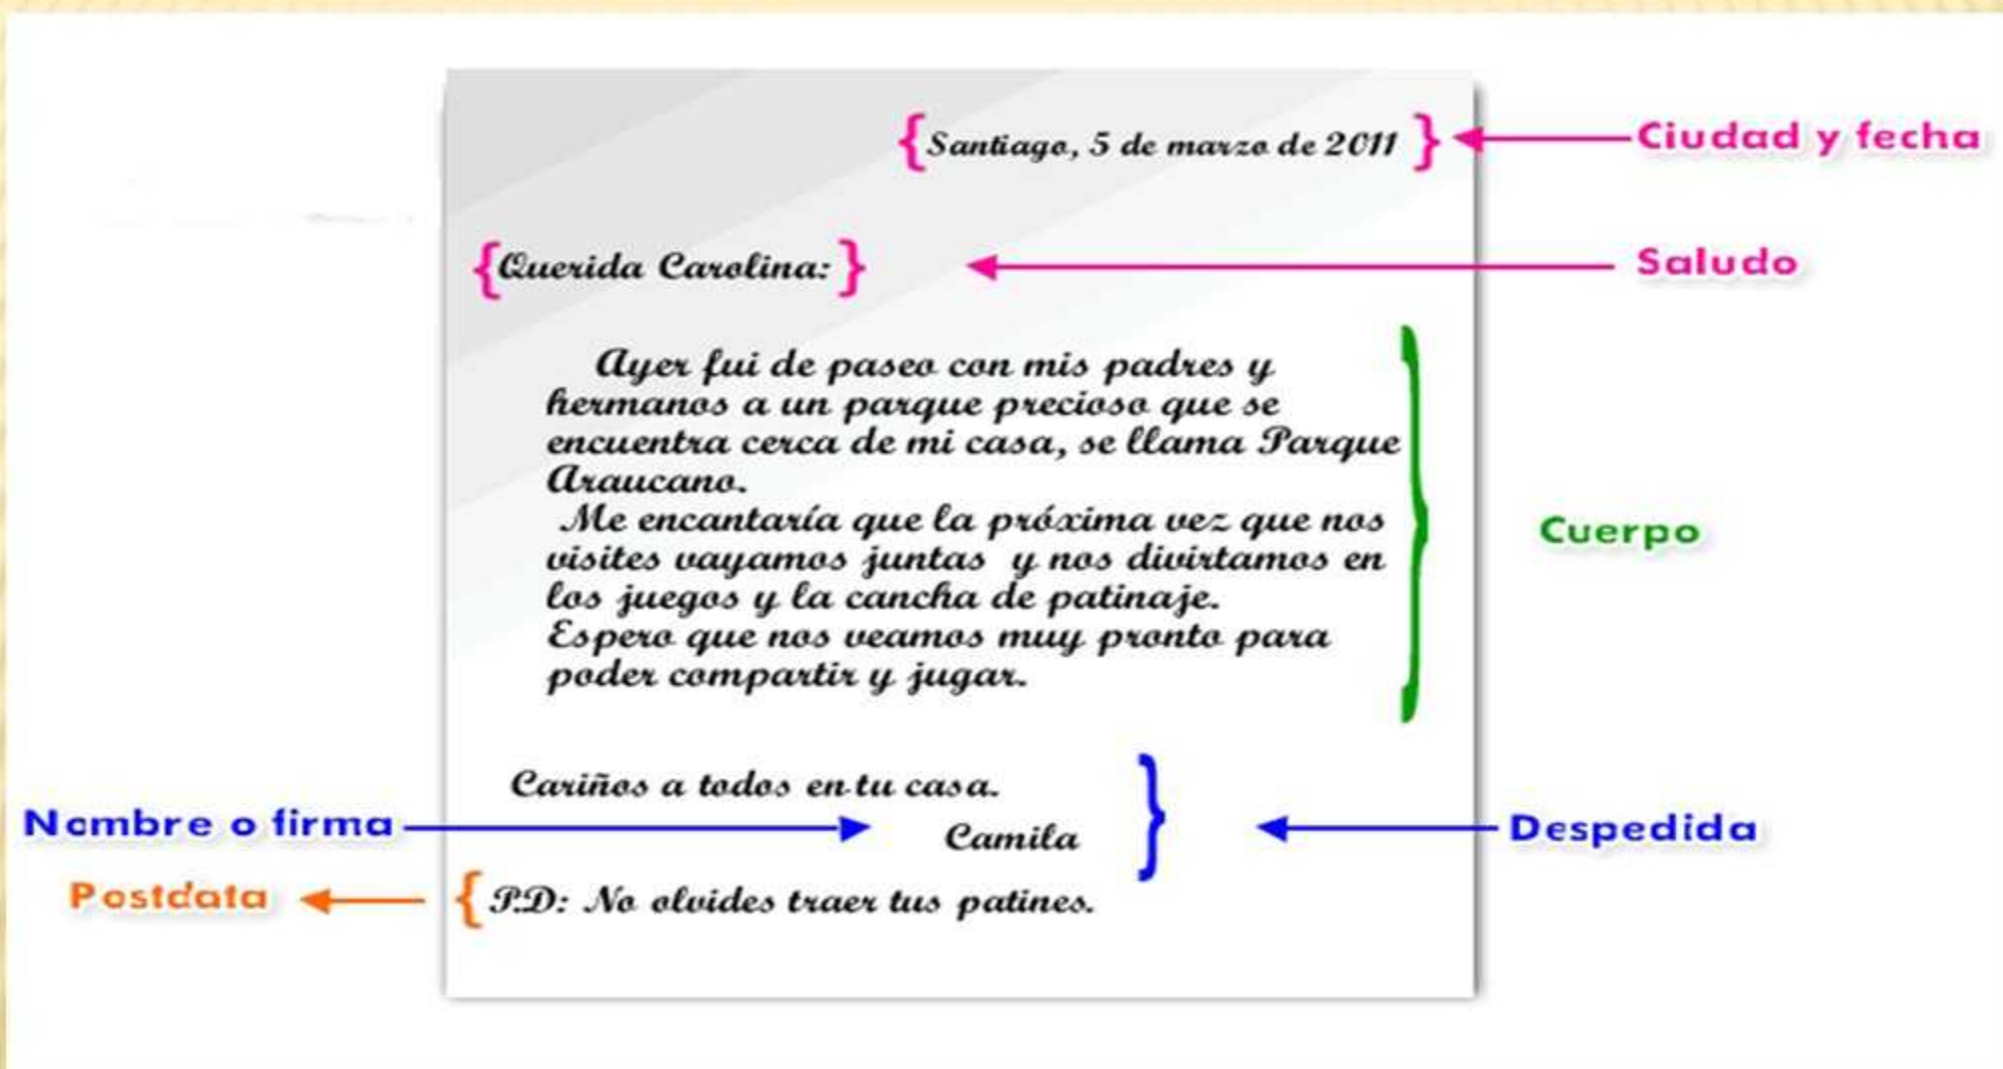 Santiago, 5 de marzo de 2011
Ciudad y fecha
Querida Carolina:
Saludo
Ayer fui de paseo con mis padres y
hermanos a un parque precioso que se
encuentra cerca de mi casa, se llama Parque
Araucano.
Me encantaría que la próxima vez que nos
visites vayamos juntas y nos divirtamos en
los juegos y la cancha de patinaje.
Espero que nos veamos muy pronto para
poder compartir y jugar.
Cuerpo
Cariños a todos en tu casa.
Nombre o firma
Camila
Despedida
Postdata
P.D: No olvides traer tus patines.